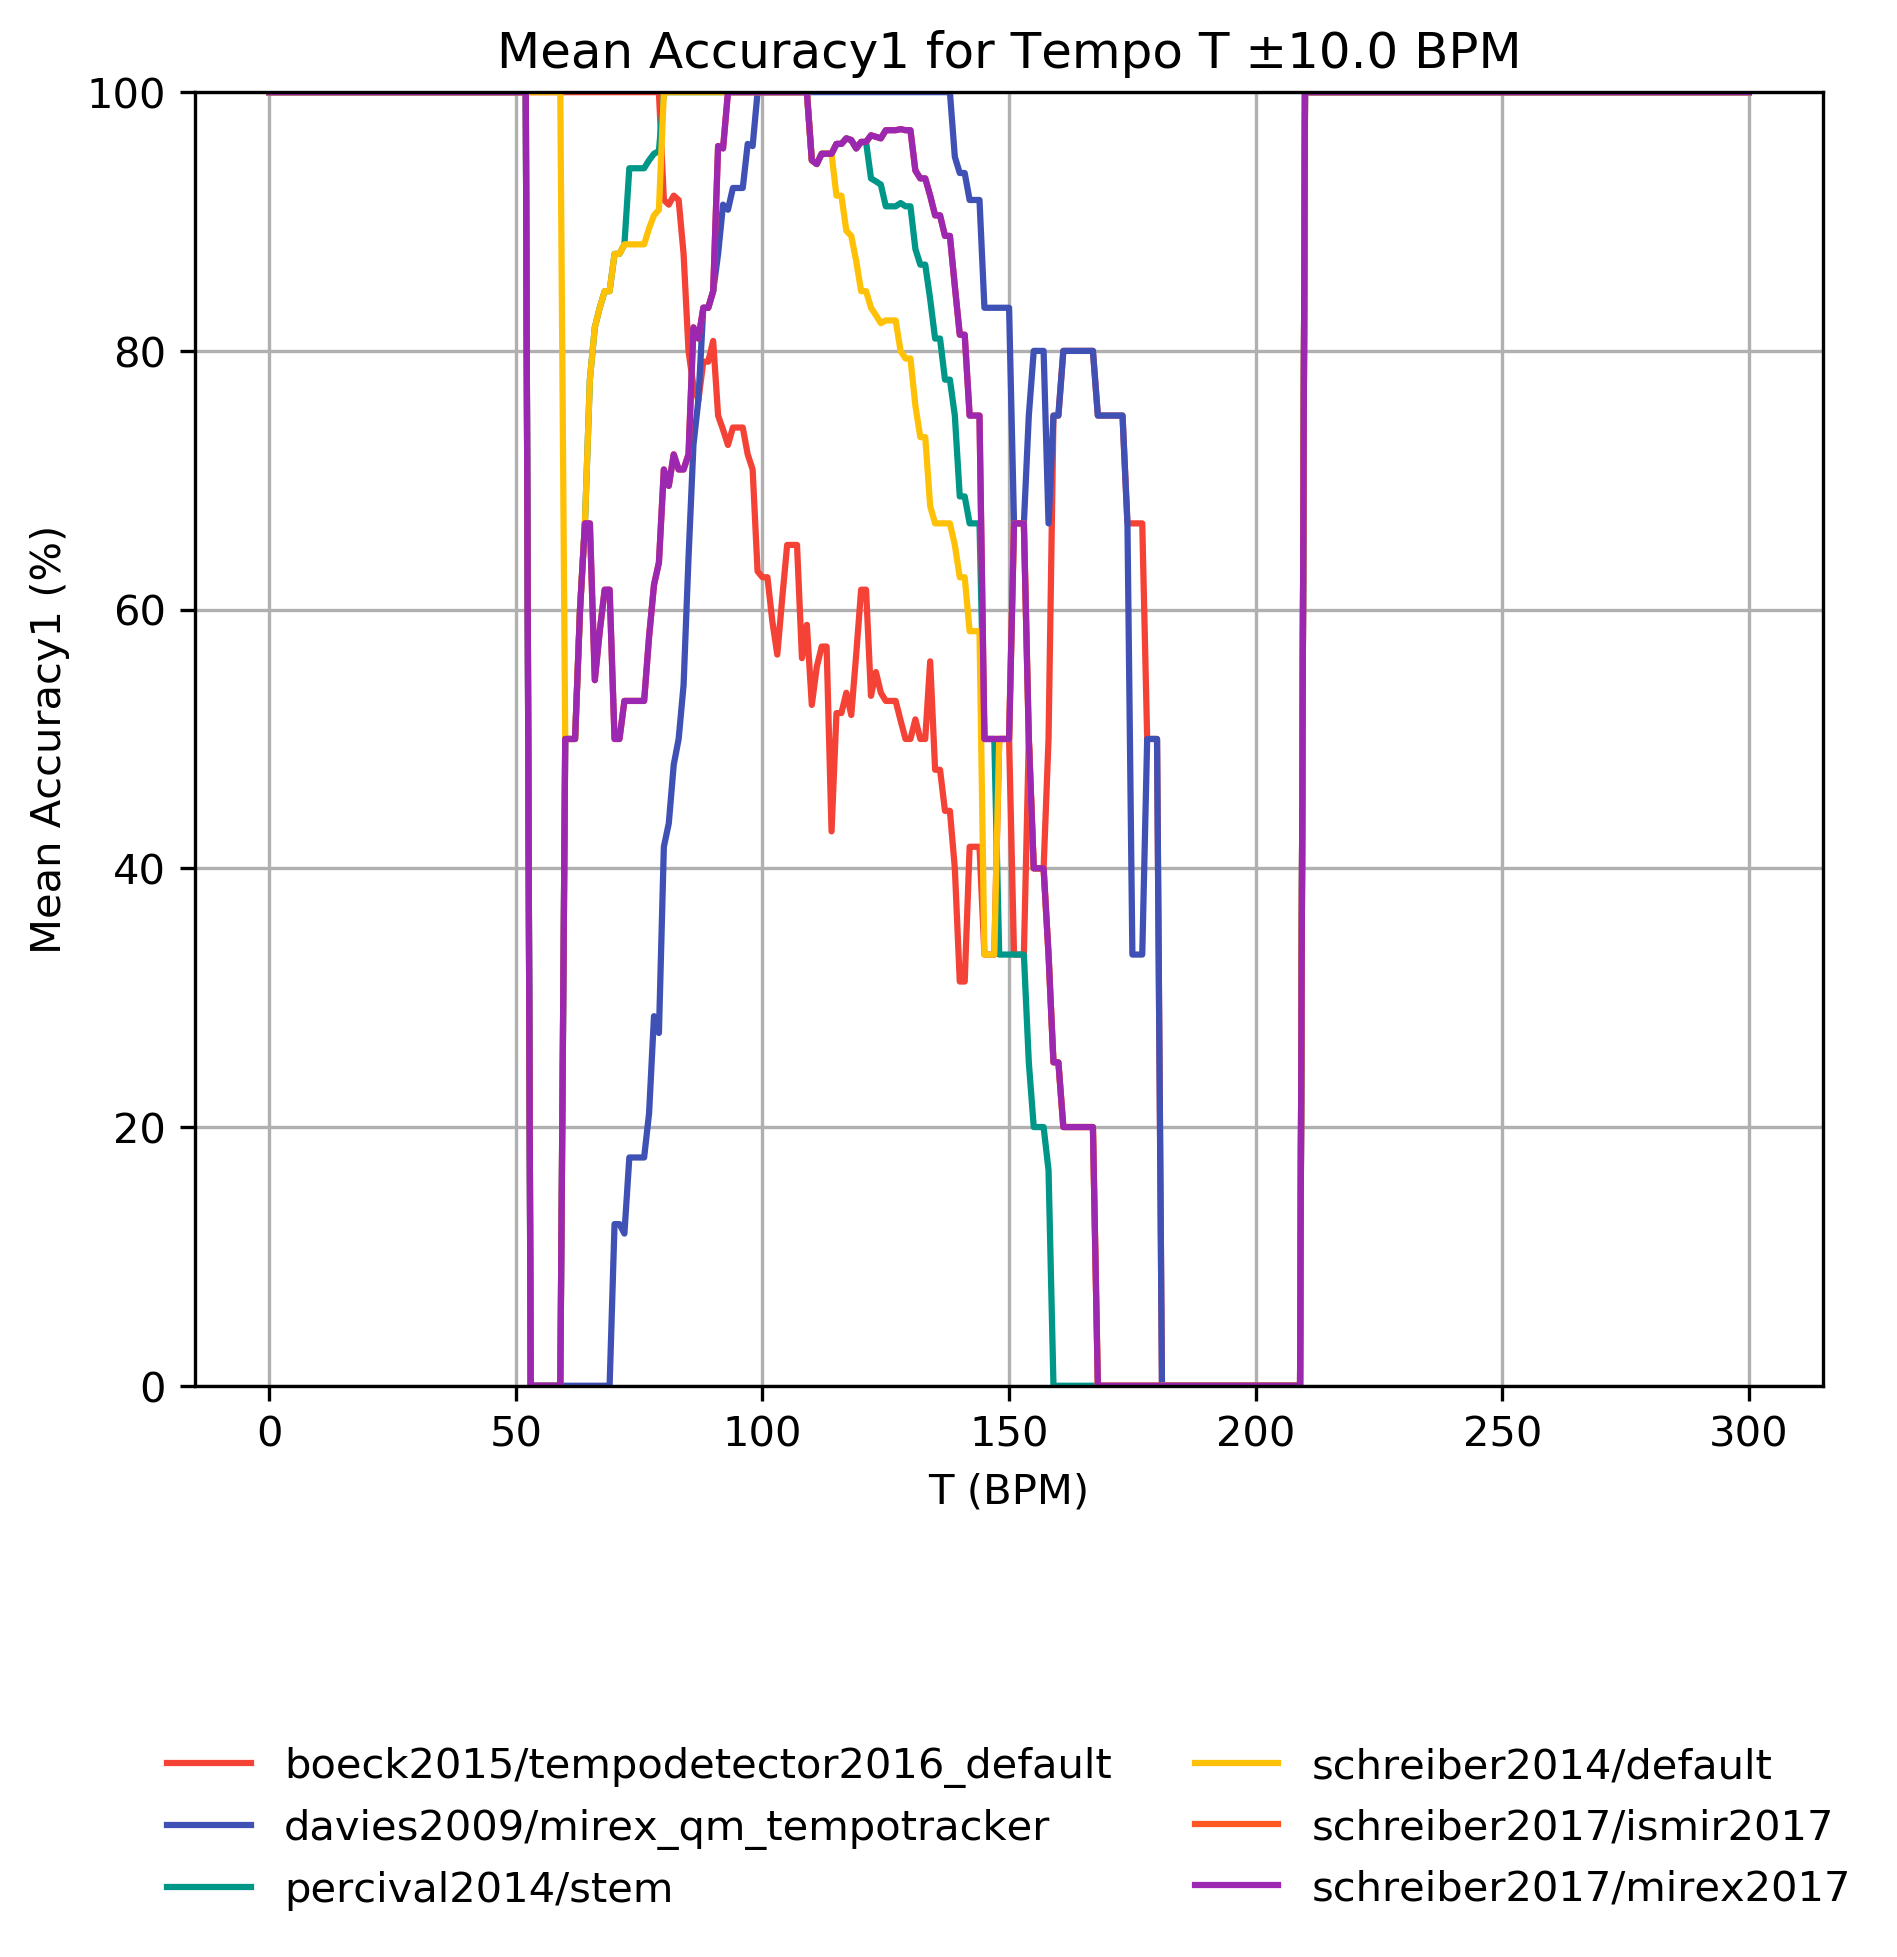 Mean Accuracy1 for Tempo T ±10.0 BPM
Mean Accuracy1 (%)
100
80
60
40
20
0
0 50 100 150 200 250 300
T (BPM)
boeck2015/tempodetector2016_default
davies2009/mirex_qm_tempotracker
percival2014/stem
schreiber2014/default
schreiber2017/ismir2017
schreiber2017/mirex2017